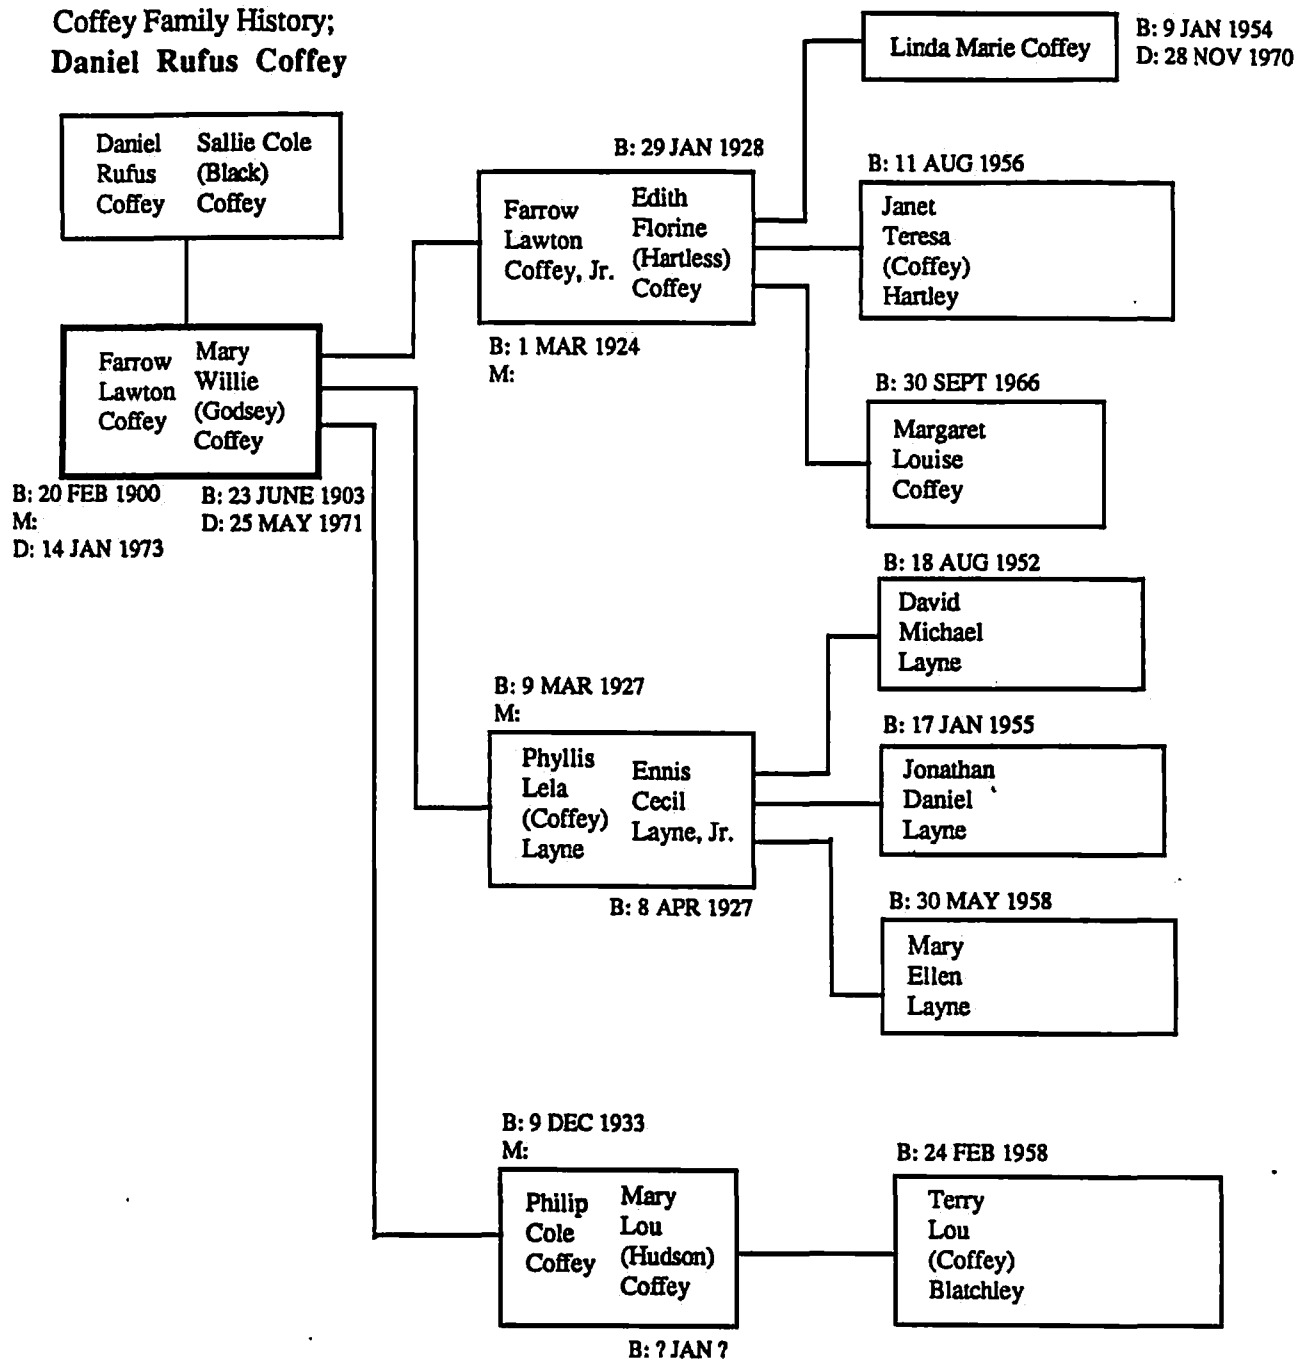 Coffey Family History;
Daniel Rufus Coffey
Daniel
Rufus
Coffey
Sallie Cole
(Black)
Coffey
Farrow
Lawton
Coffey
Mary
Willie
(Godsey)
Coffey
B: 20 FEB 1900
M:
D: 14 JAN 1973
B: 23 JUNE 1903
D: 25 MAY 1971
B: 29 JAN 1928
Farrow
Lawton
Coffey, Jr.
Edith
Florine
(Hartless)
Coffey
B: 1 MAR 1924
M:
Linda Marie Coffey
B: 9 JAN 1954
D: 28 NOV 1970
B: 11 AUG 1956
Janet
Teresa
(Coffey)
Hartley
B: 30 SEPT 1966
Margaret
Louise
Coffey
B: 9 MAR 1927
M:
Phyllis
Lela
(Coffey)
Layne
Ennis
Cecil
Layne, Jr.
B: 8 APR 1927
B: 18 AUG 1952
David
Michael
Layne
B: 17 JAN 1955
Jonathan
Daniel
Layne
B: 30 MAY 1958
Mary
Ellen
Layne
B: 9 DEC 1933
M:
Philip
Cole
Coffey
Mary
Lou
(Hudson)
Coffey
B: ? JAN ?
B: 24 FEB 1958
Terry
Lou
(Coffey)
Blatchley